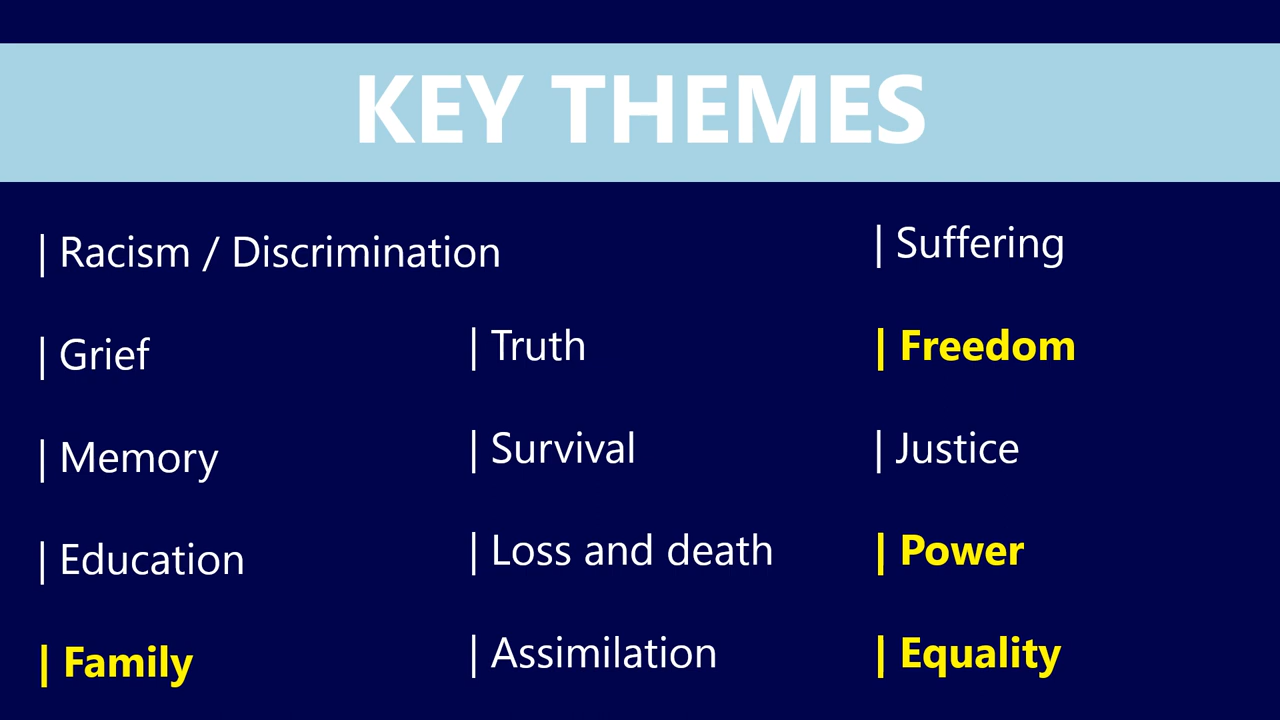 KEY THEMES
| Racism / Discrimination
| Grief
| Memory
| Education
| Family
| Truth
| Survival
| Loss and death
| Assimilation
| Suffering
| Freedom
| Justice
| Power
| Equality